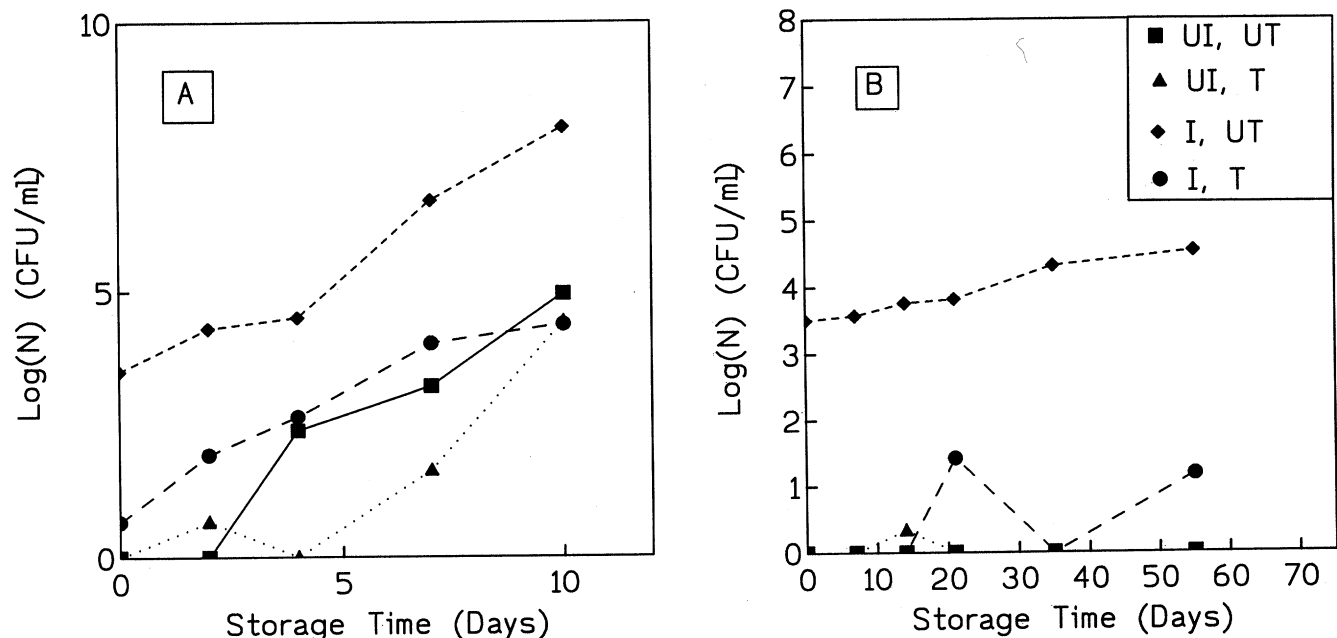 10
5
0
A
Log(N) (CFU/ml)
0 5 10
Storage Time (Days)
8
7
6
5
4
3
2
1
0
B
Log(N) (CFU/ml)
UI, UT
UI, T
I, UT
I, T
0 10 20 30 40 50 60 70
Storage Time (Days)